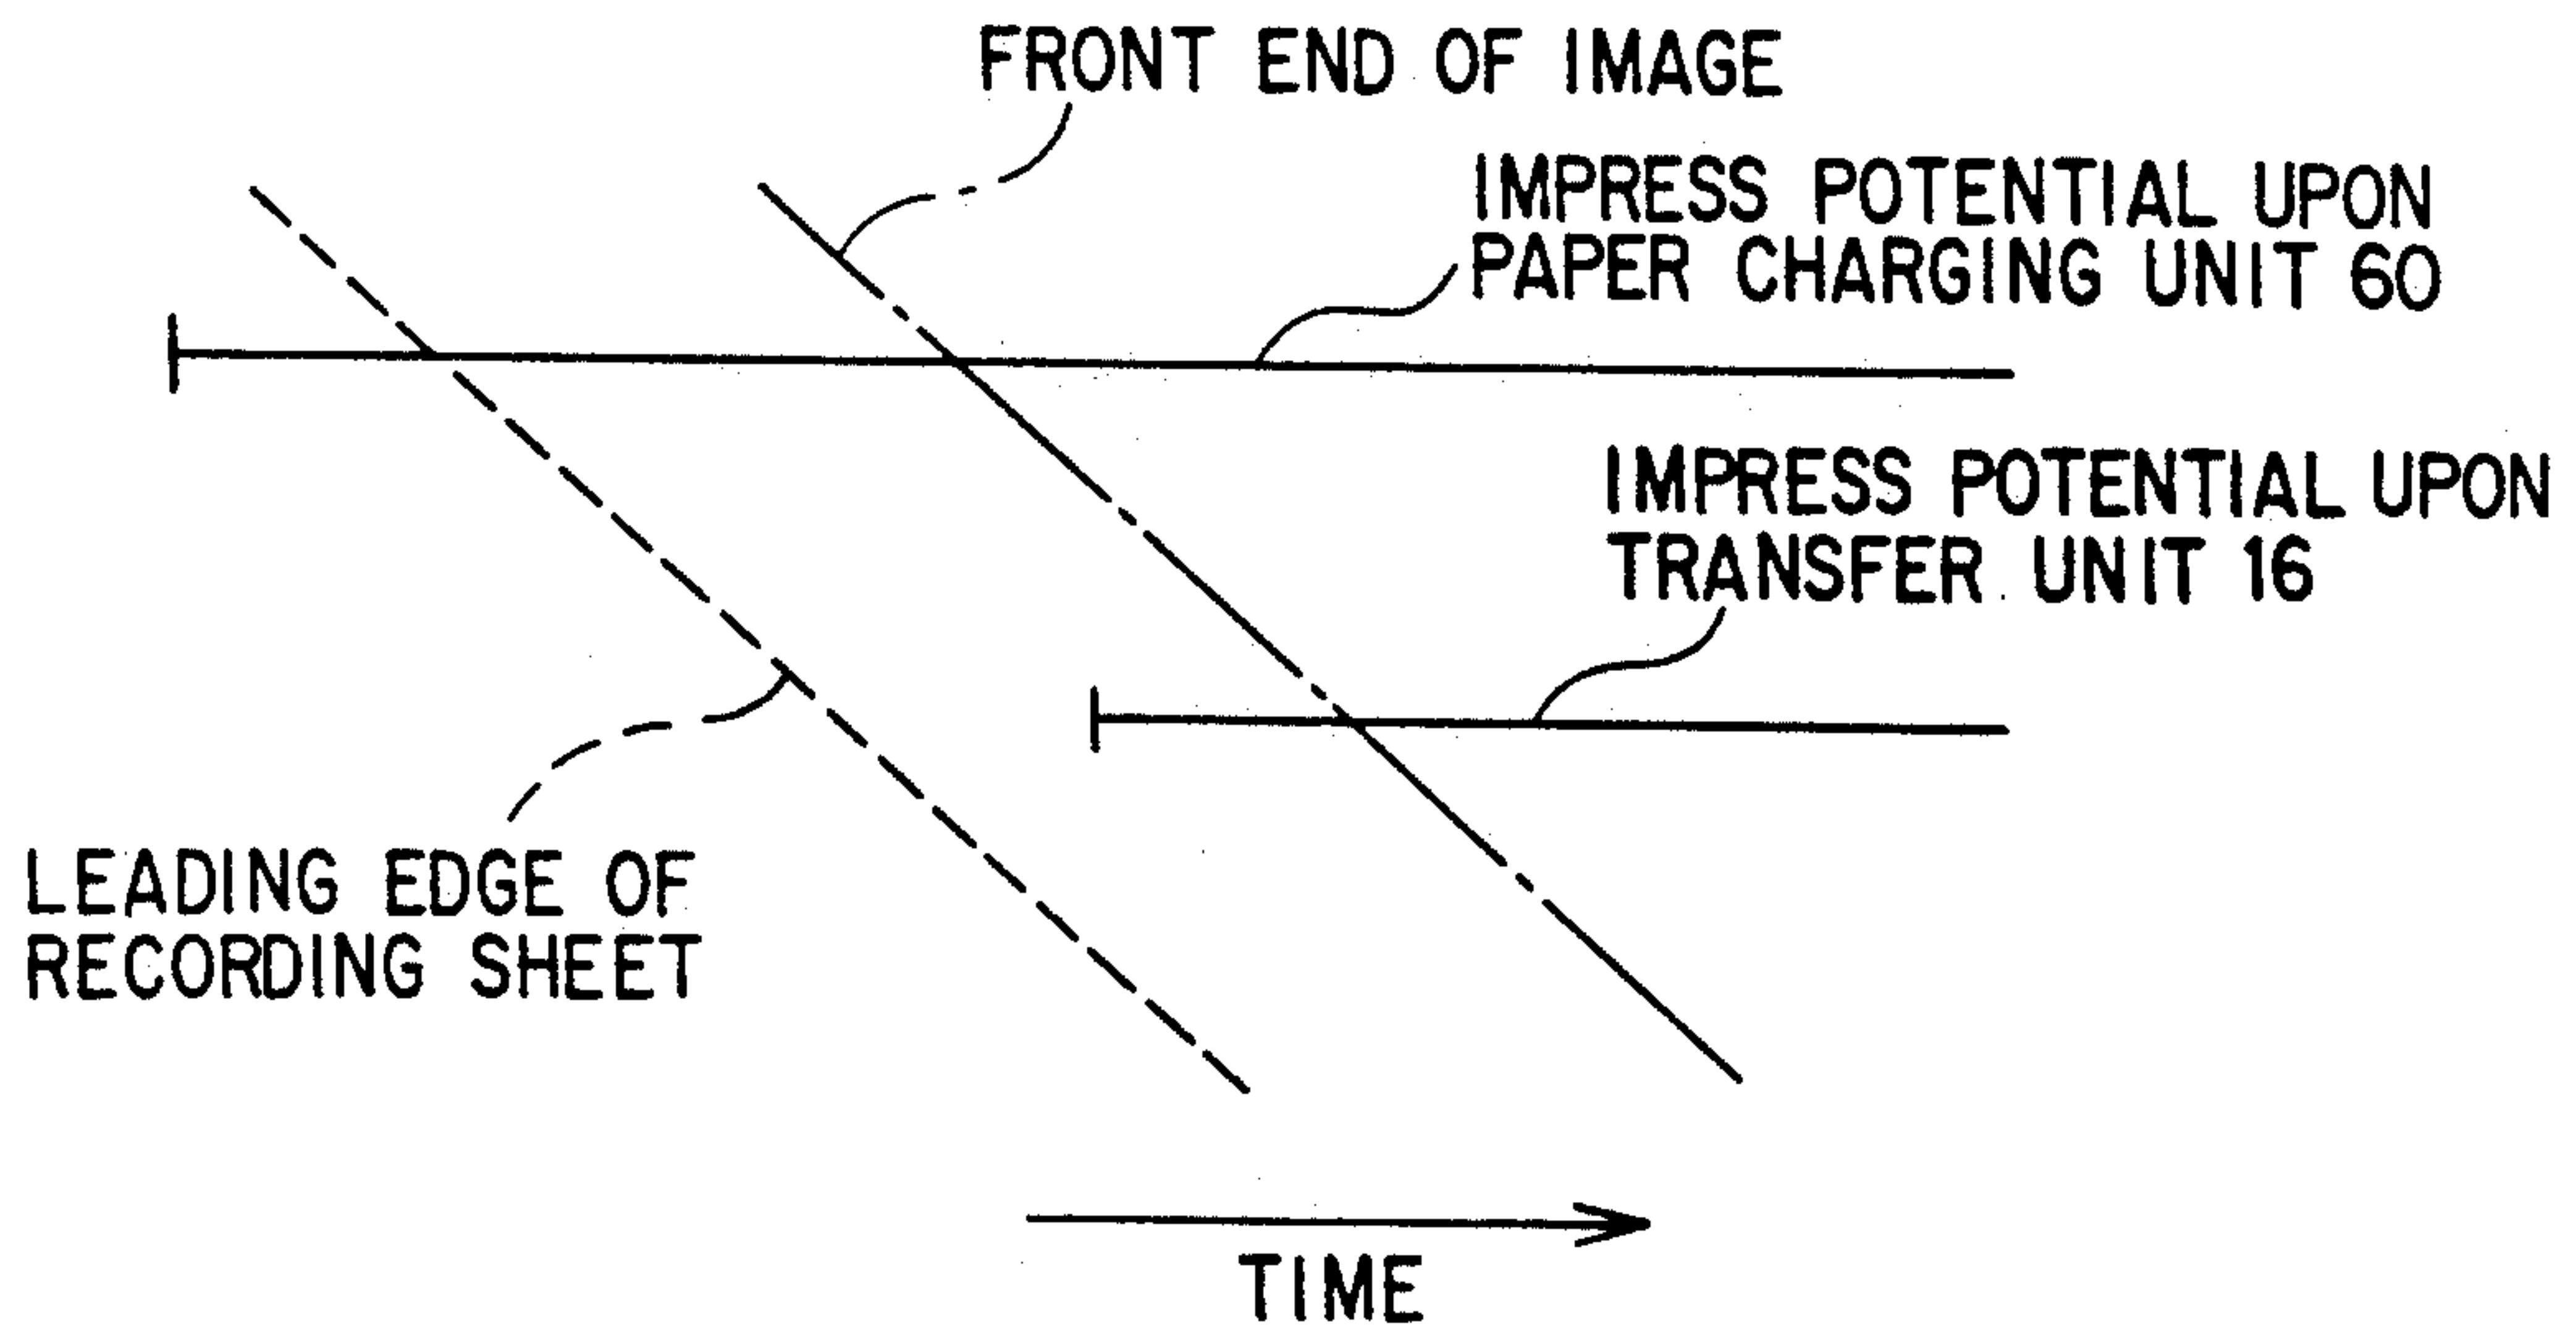 FRONT END OF IMAGE
IMPRESS POTENTIAL UPON
PAPER CHARGING UNIT 60
IMPRESS POTENTIAL UPON
TRANSFER UNIT 16
LEADING EDGE OF
RECORDING SHEET
TIME